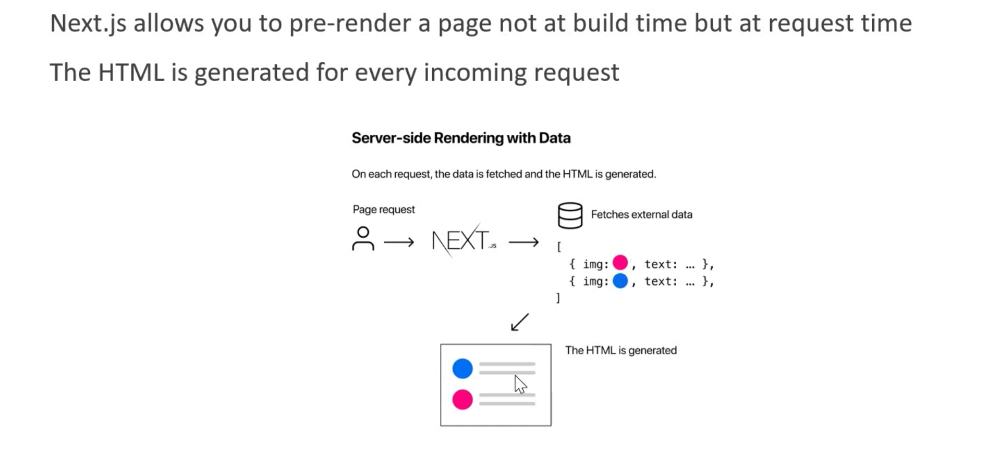 Next.js allows you to pre-render a page not at build time but at request time
The HTML is generated for every incoming request
Server-side Rendering with Data
On each request, the data is fetched and the HTML is generated.
Page request
Fetches external data
NEXT.JS
[
{ img: , text: … },
{ img: , text: … },
]
The HTML is generated